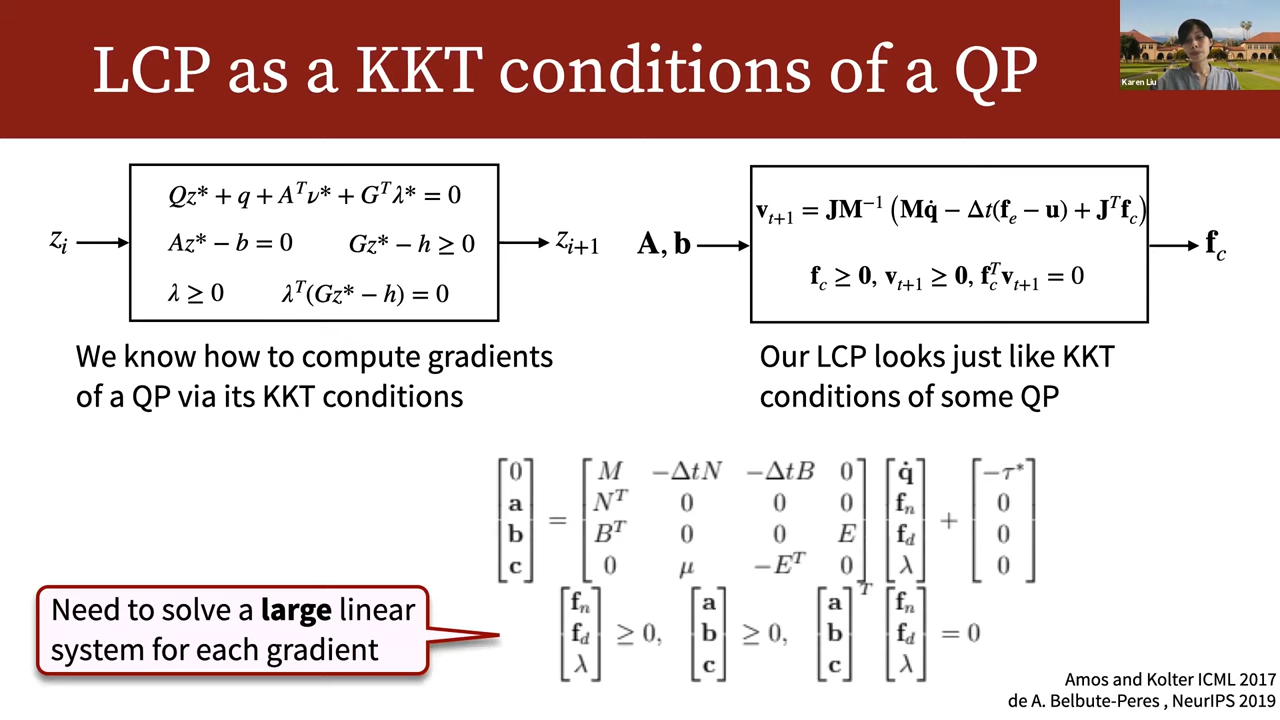 LCP as a KKT conditions of a QP
Karen Liu
z_i
Qz* + q + A^Tν* + G^Tλ* = 0
Az* − b = 0 Gz* − h ≥ 0
λ ≥ 0 λ^T(Gz* − h) = 0
z_{i+1}
A, b
v_{t+1} = JM^{−1} (Mq̇ − Δt(f_e − u) + J^Tf_c)
f_c ≥ 0, v_{t+1} ≥ 0, f_c^Tv_{t+1} = 0
f_c
We know how to compute gradients
of a QP via its KKT conditions
Our LCP looks just like KKT
conditions of some QP
[0] [M −ΔtN −ΔtB 0] [q̇] [−τ*]
[a] = [N^T 0 0 0] [f_n] + [0]
[b] [B^T 0 0 E] [f_d] [0]
[c] [0 μ −E^T 0] [λ] [0]
[f_n] [a] [a]^T [f_n]
[f_d] ≥ 0, [b] ≥ 0, [b] [f_d] = 0
[λ] [c] [c] [λ]
Need to solve a large linear
system for each gradient
Amos and Kolter ICML 2017
de A. Belbute-Peres , NeurIPS 2019